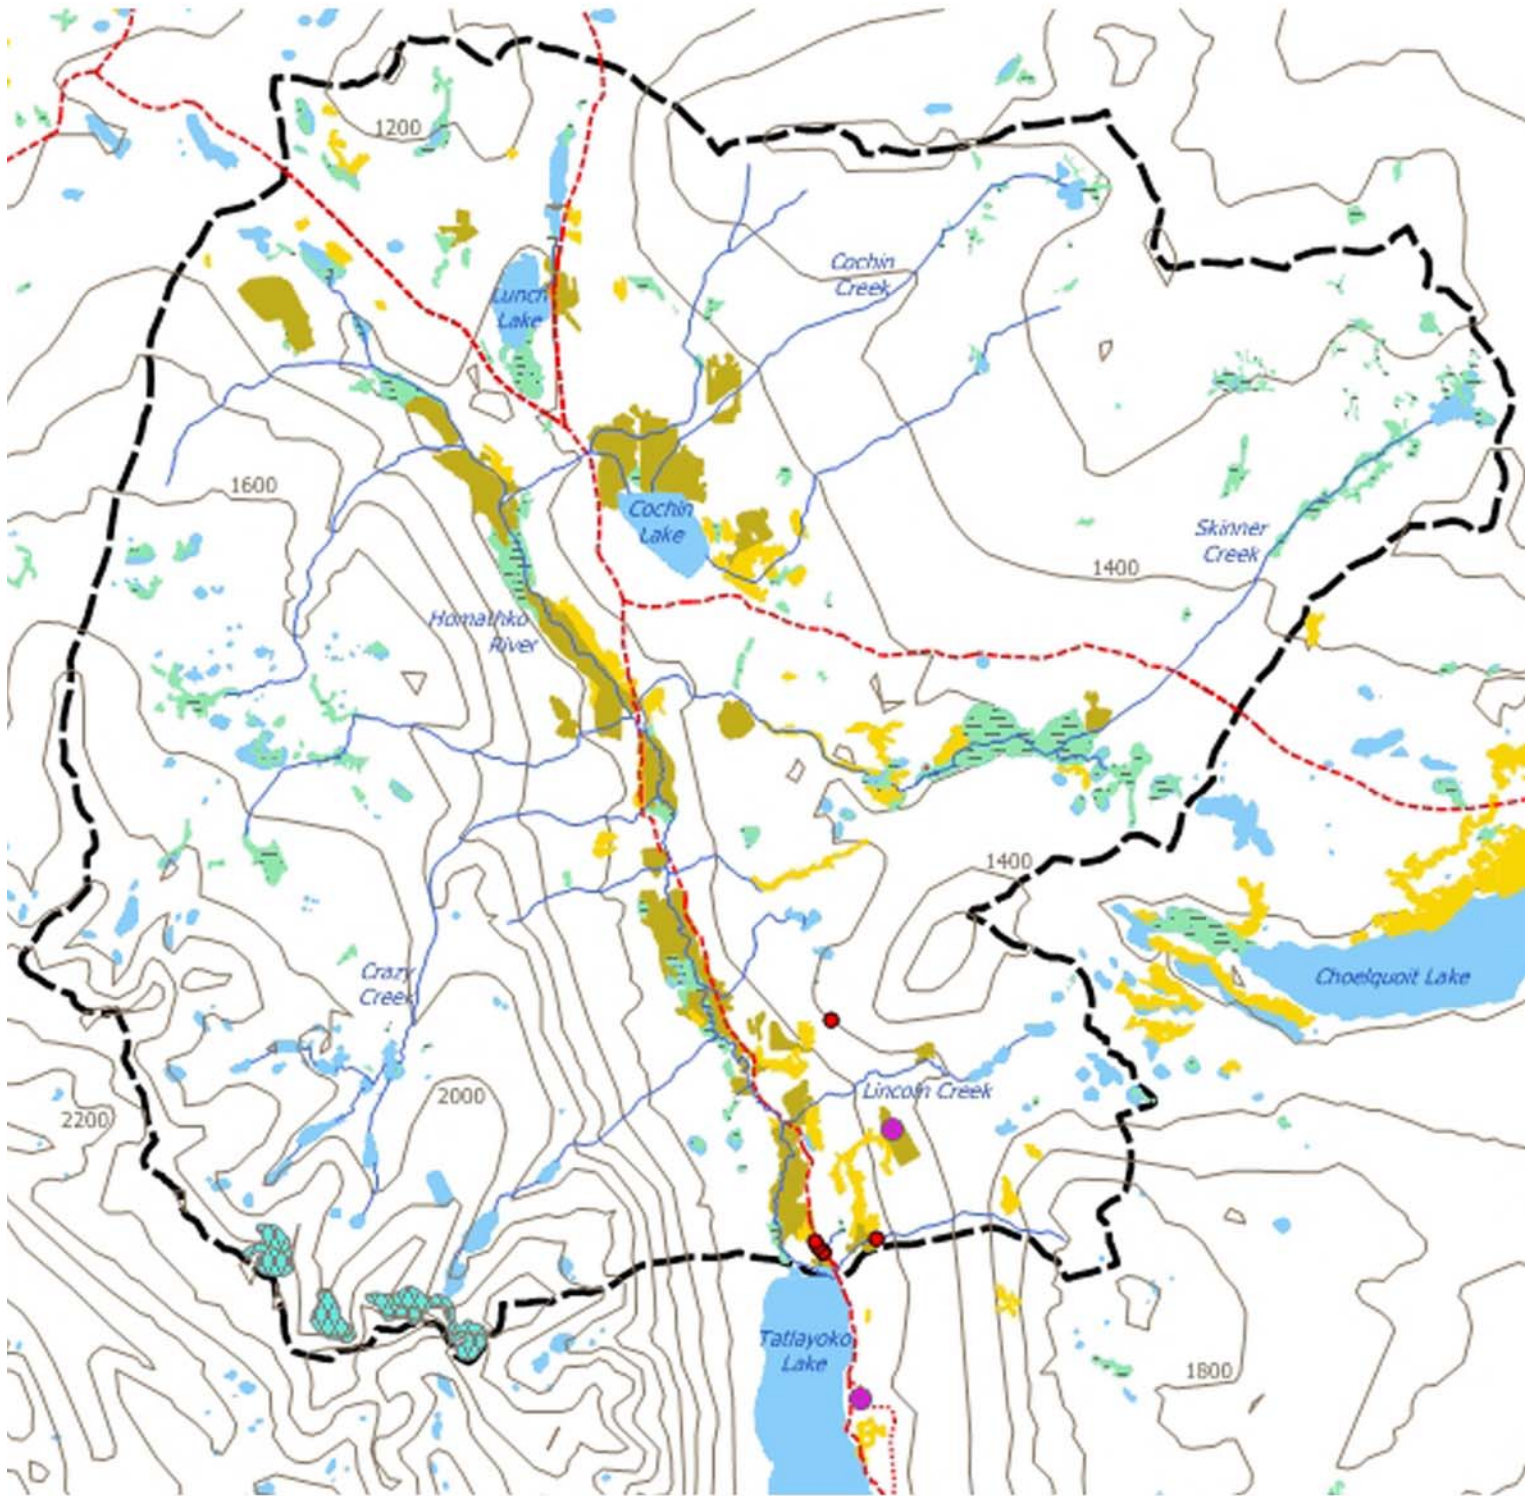 1200
Cochin
Creek
Lunch
Lake
1600
Cochin
Lake
Skinner
Creek
1400
Homathko
River
1400
Crazy
Creek
Choelquoit Lake
2000
Lincoln Creek
2200
Tatlayoko
Lake
1800